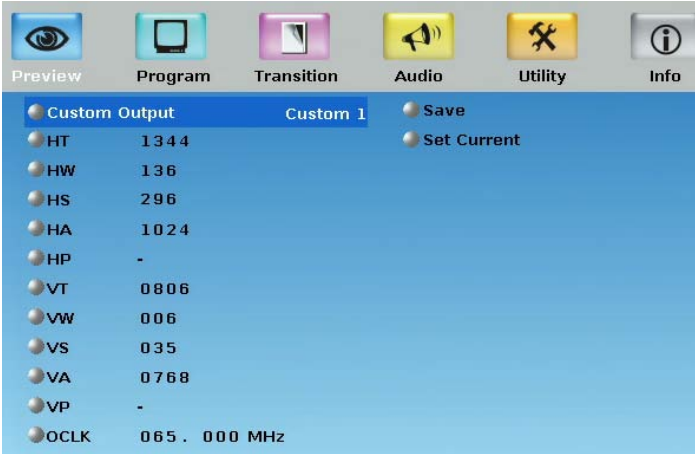 Preview Program Transition Audio Utility Info
Custom Output Custom 1
HT 1344
HW 136
HS 296
HA 1024
HP -
VT 0806
VW 006
VS 035
VA 0768
VP -
OCLK 065. 000 MHz
Save
Set Current